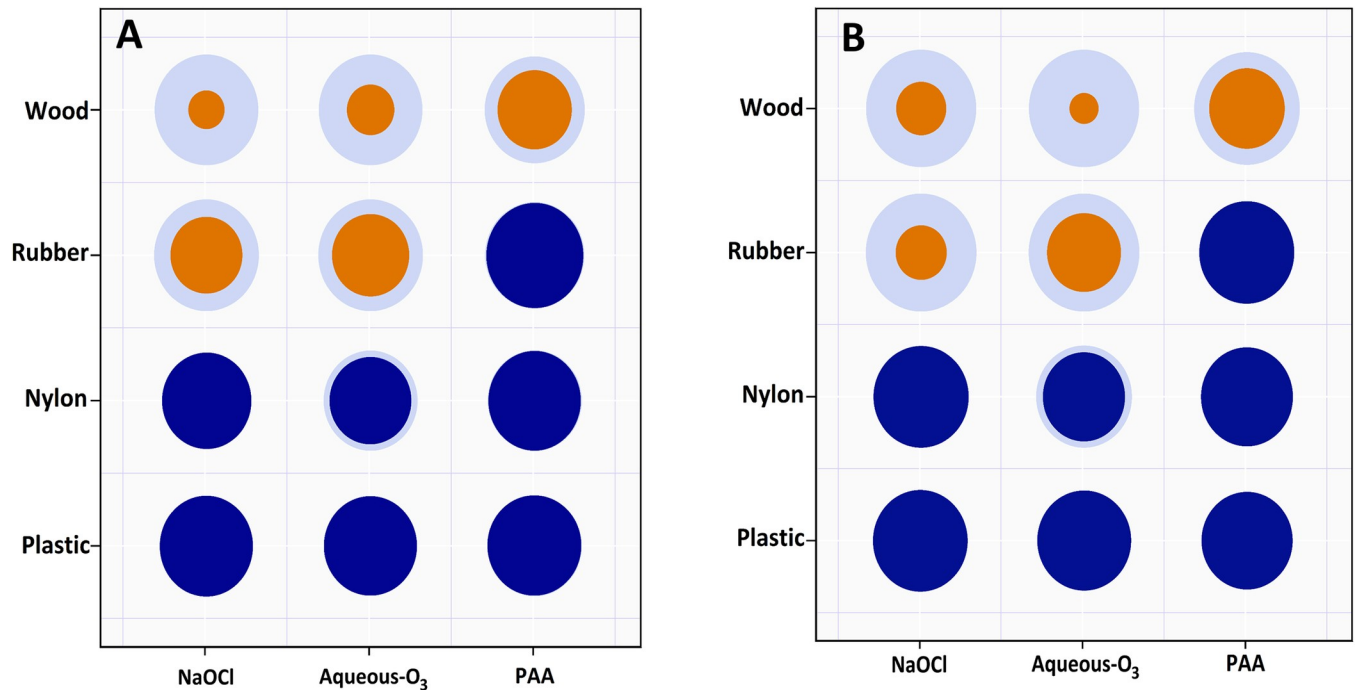 A
Wood
Rubber
Nylon
Plastic
NaOCl
Aqueous-O₃
PAA
B
Wood
Rubber
Nylon
Plastic
NaOCl
Aqueous-O₃
PAA